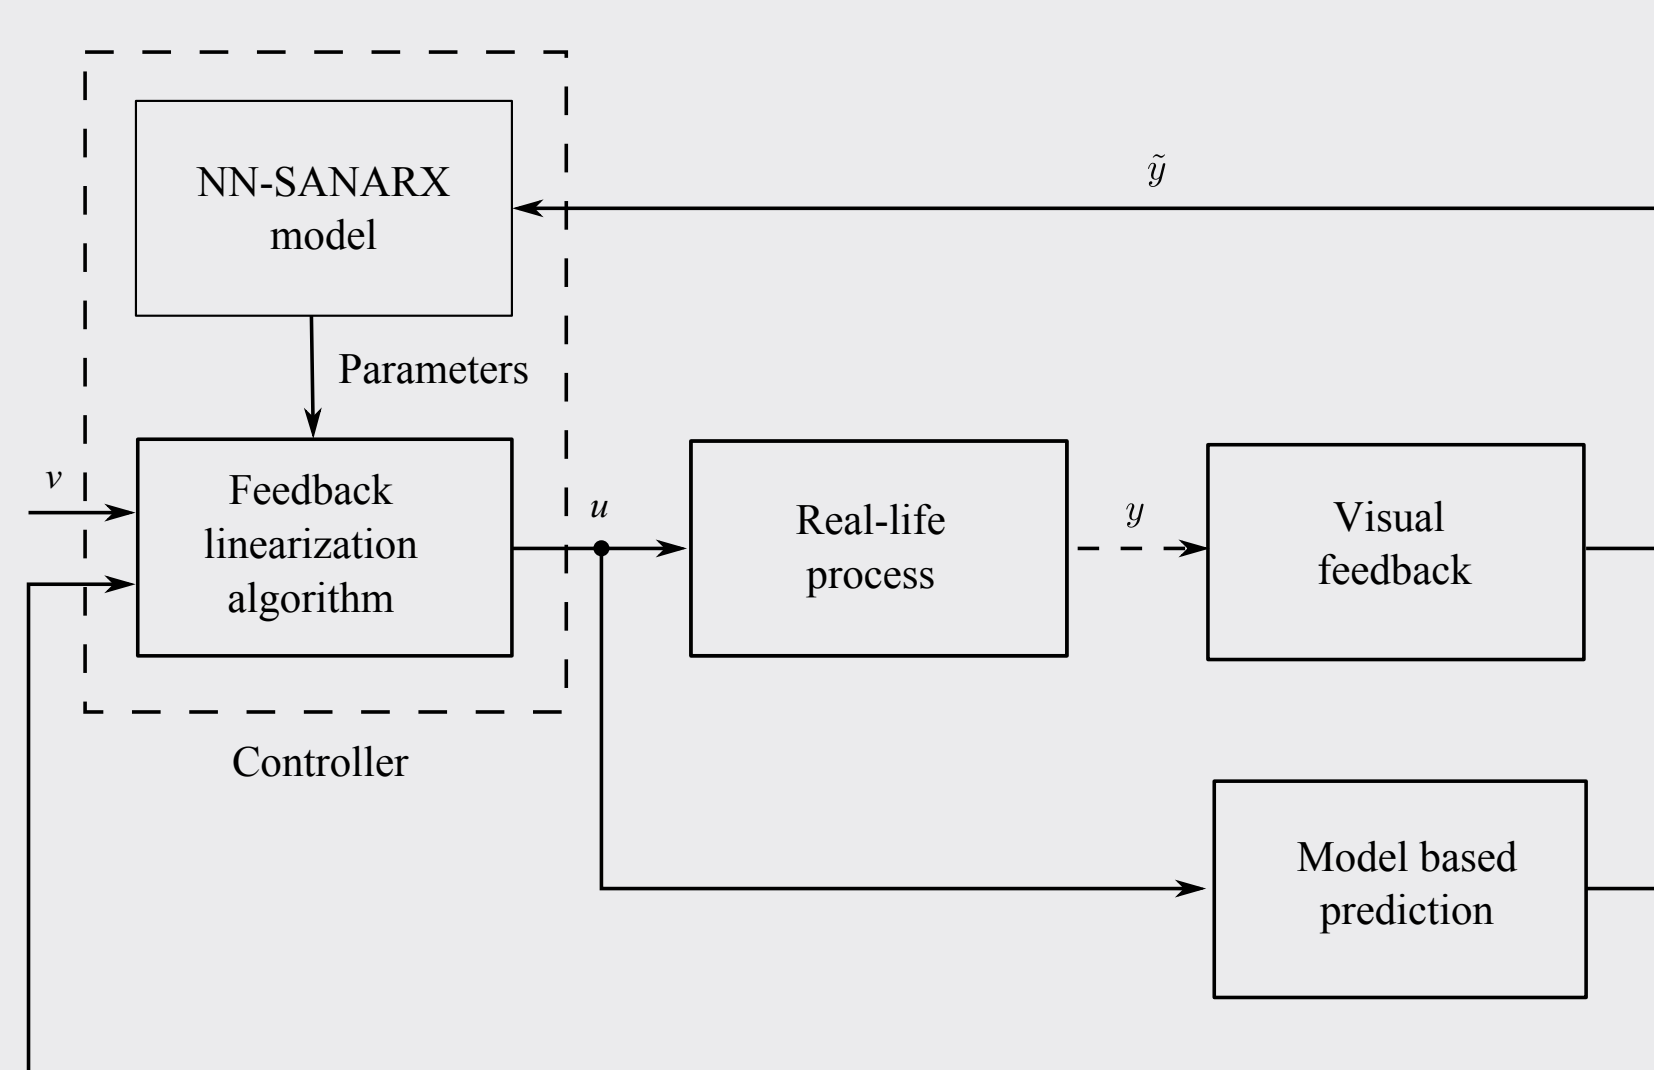 NN-SANARX
model
ỹ
Parameters
v
Feedback
linearization
algorithm
u
Real-life
process
y
Visual
feedback
Controller
Model based
prediction